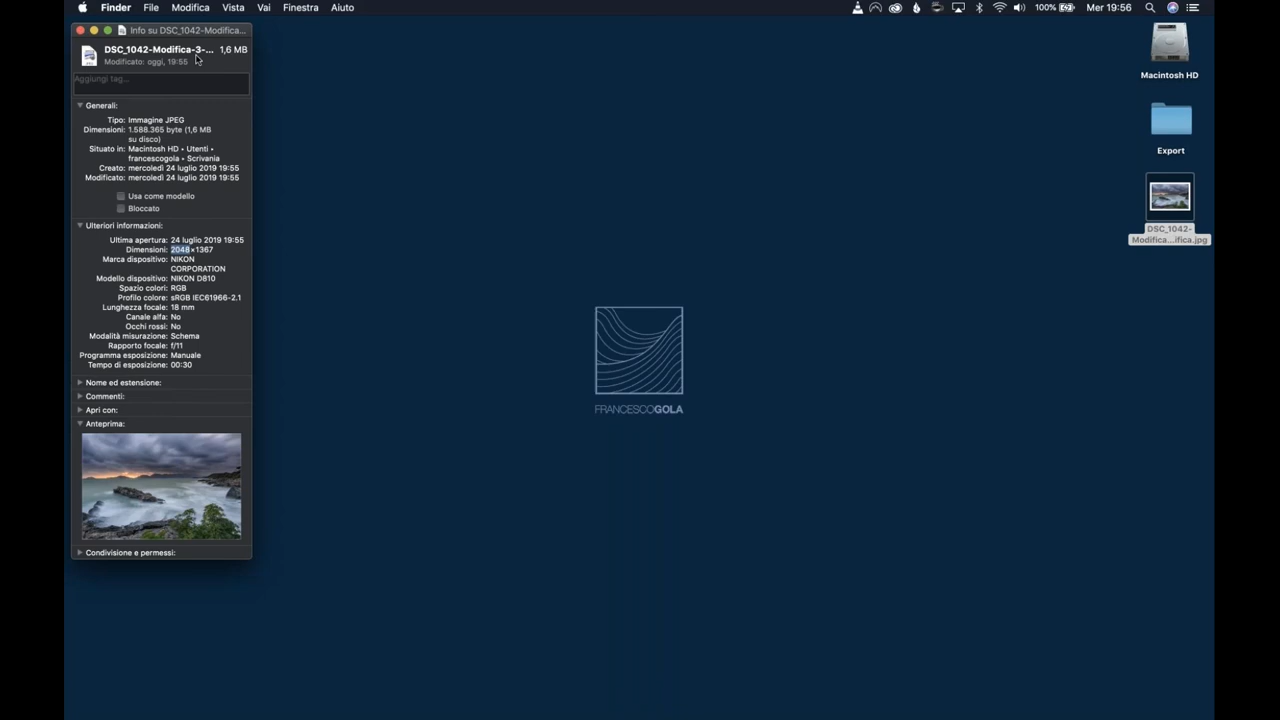 Finder File Modifica Vista Vai Finestra Aiuto 100% Mer 19:56
Info su DSC_1042-Modifica...
DSC_1042-Modifica-3-... 1,6 MB
Modificato: oggi, 19:55
Aggiungi tag...
Generali:
Tipo: Immagine JPEG
Dimensioni: 1.588.365 byte (1,6 MB
su disco)
Situato in: Macintosh HD • Utenti •
francescogola • Scrivania
Creato: mercoledì 24 luglio 2019 19:55
Modificato: mercoledì 24 luglio 2019 19:55
Usa come modello
Bloccato
Ulteriori informazioni:
Ultima apertura: 24 luglio 2019 19:55
Dimensioni: 2048×1367
Marca dispositivo: NIKON
CORPORATION
Modello dispositivo: NIKON D810
Spazio colori: RGB
Profilo colore: sRGB IEC61966-2.1
Lunghezza focale: 18 mm
Canale alfa: No
Occhi rossi: No
Modalità misurazione: Schema
Rapporto focale: f/11
Programma esposizione: Manuale
Tempo di esposizione: 00:30
Nome ed estensione:
Commenti:
Apri con:
Anteprima:
Condivisione e permessi:
FRANCESCOGOLA
Macintosh HD
Export
DSC_1042-
Modifica...ifica.jpg